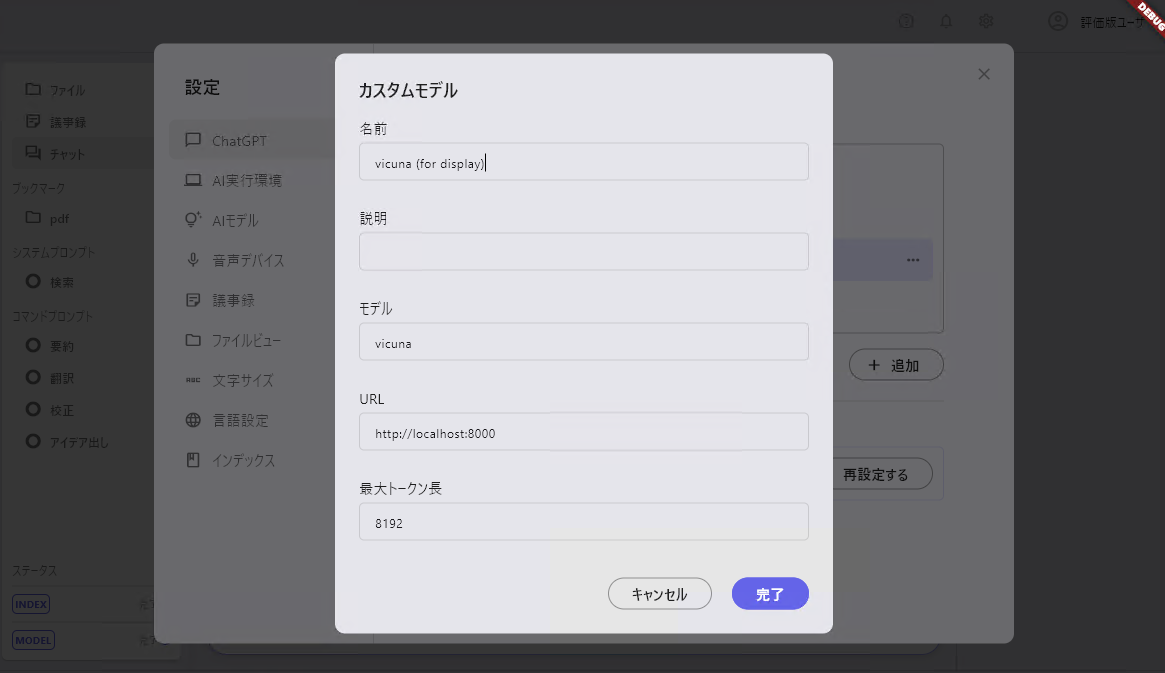 DEBUG
評価版ユーザ
ファイル
議事録
チャット
ブックマーク
pdf
システムプロンプト
検索
コマンドプロンプト
要約
翻訳
校正
アイデア出し
ステータス
INDEX
MODEL
設定
ChatGPT
AI実行環境
AIモデル
音声デバイス
議事録
ファイルビュー
ABC 文字サイズ
言語設定
インデックス
カスタムモデル
名前
vicuna (for display)
説明
モデル
vicuna
URL
http://localhost:8000
最大トークン長
8192
キャンセル
完了
+ 追加
再設定する